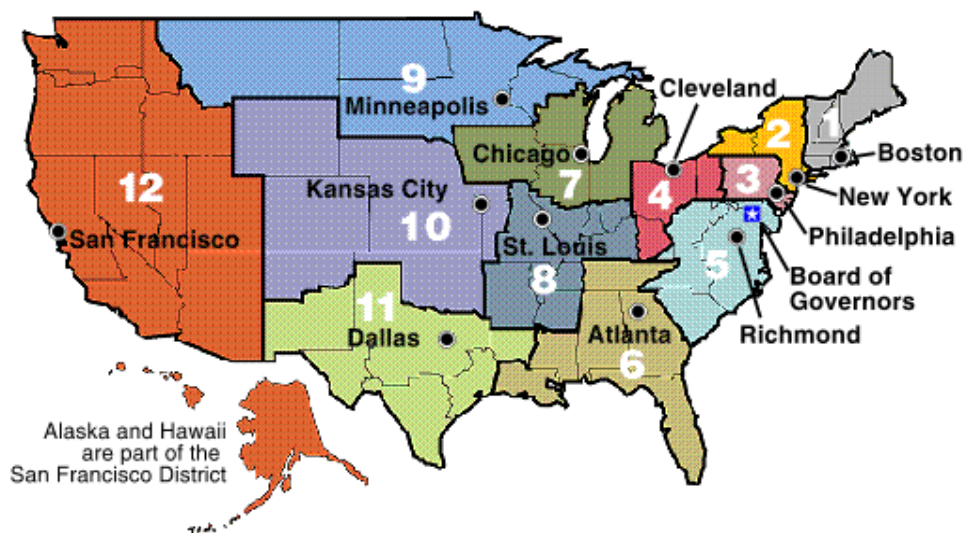 9
Minneapolis
Cleveland
2
1
Chicago
7
Boston
Kansas City
4
3
New York
12
10
San Francisco
St. Louis
Philadelphia
8
5
Board of
Governors
11
Dallas
Atlanta
Richmond
6
Alaska and Hawaii
are part of the
San Francisco District